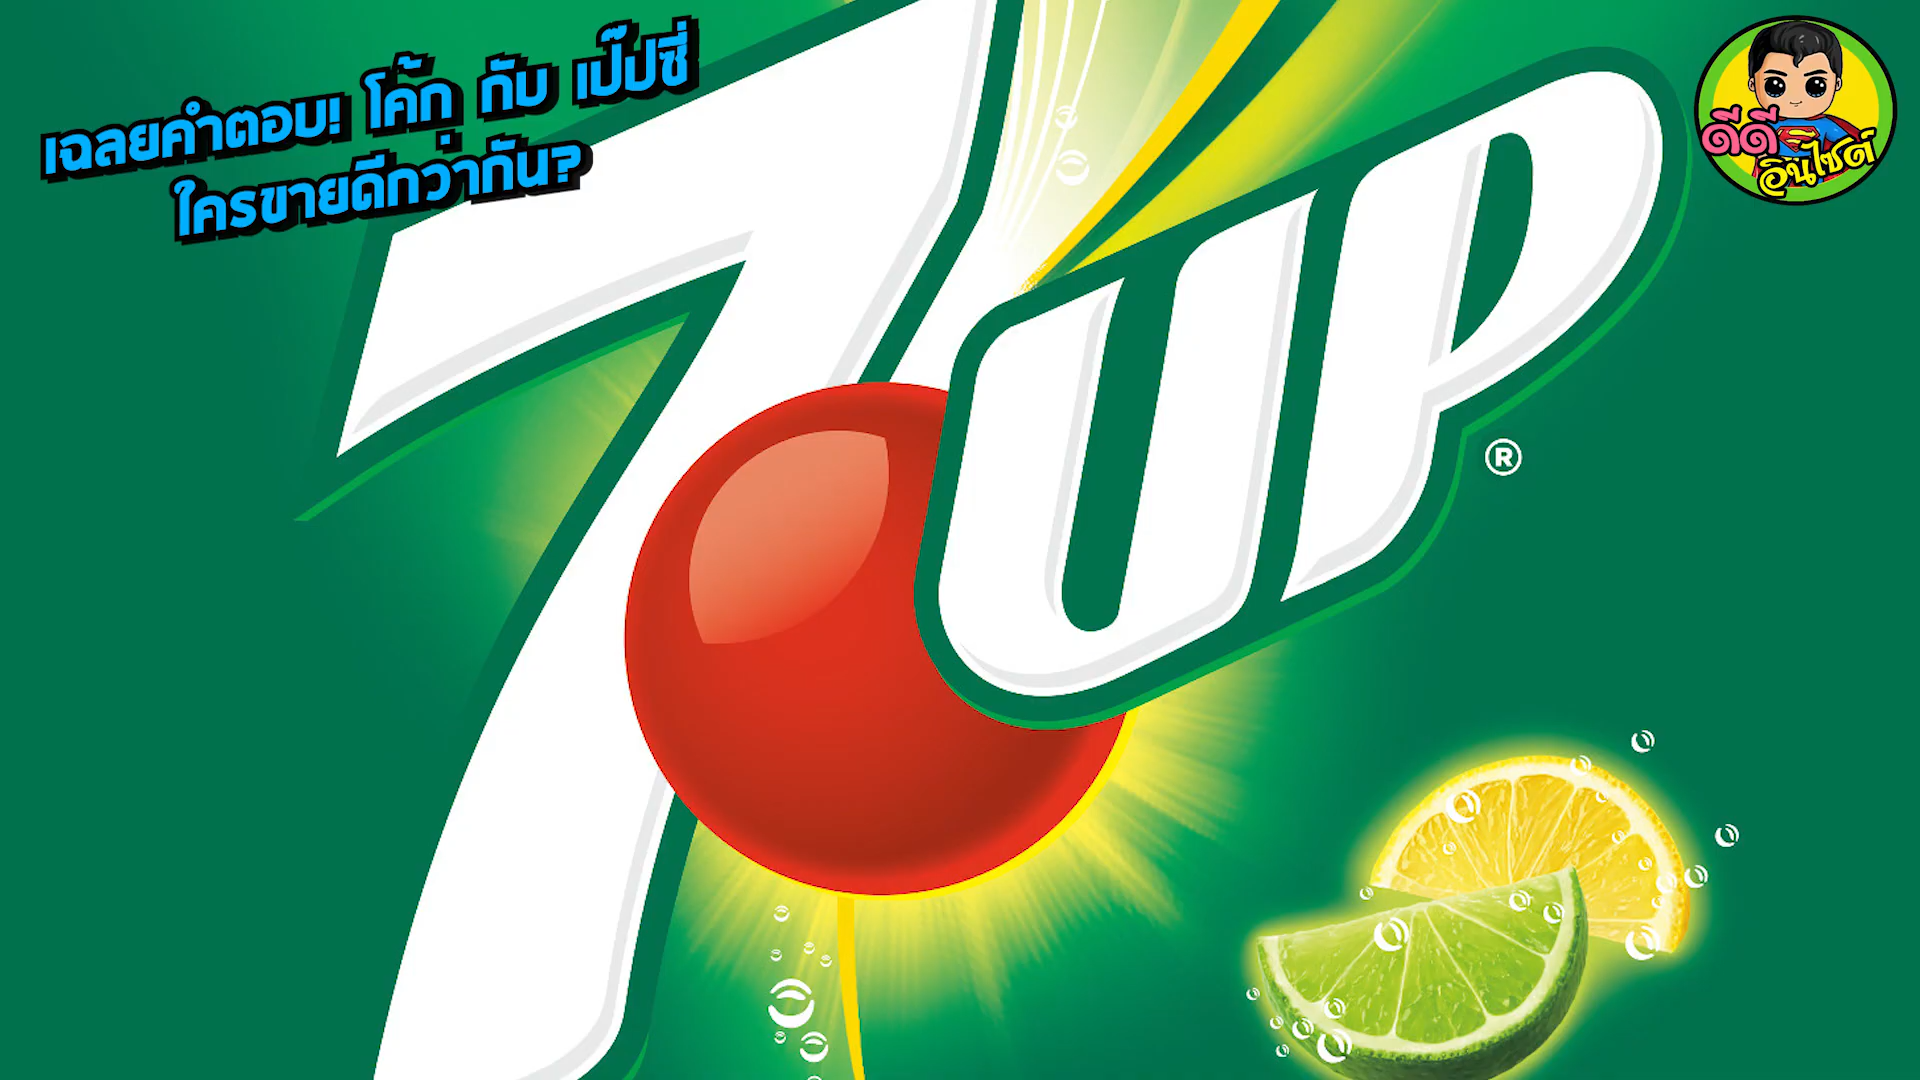 เฉลยคำตอบ! โค้ก กับ เป๊ปซี่
ใครขายดีกว่ากัน?
ดีดี
อินไซต์
7UP
®